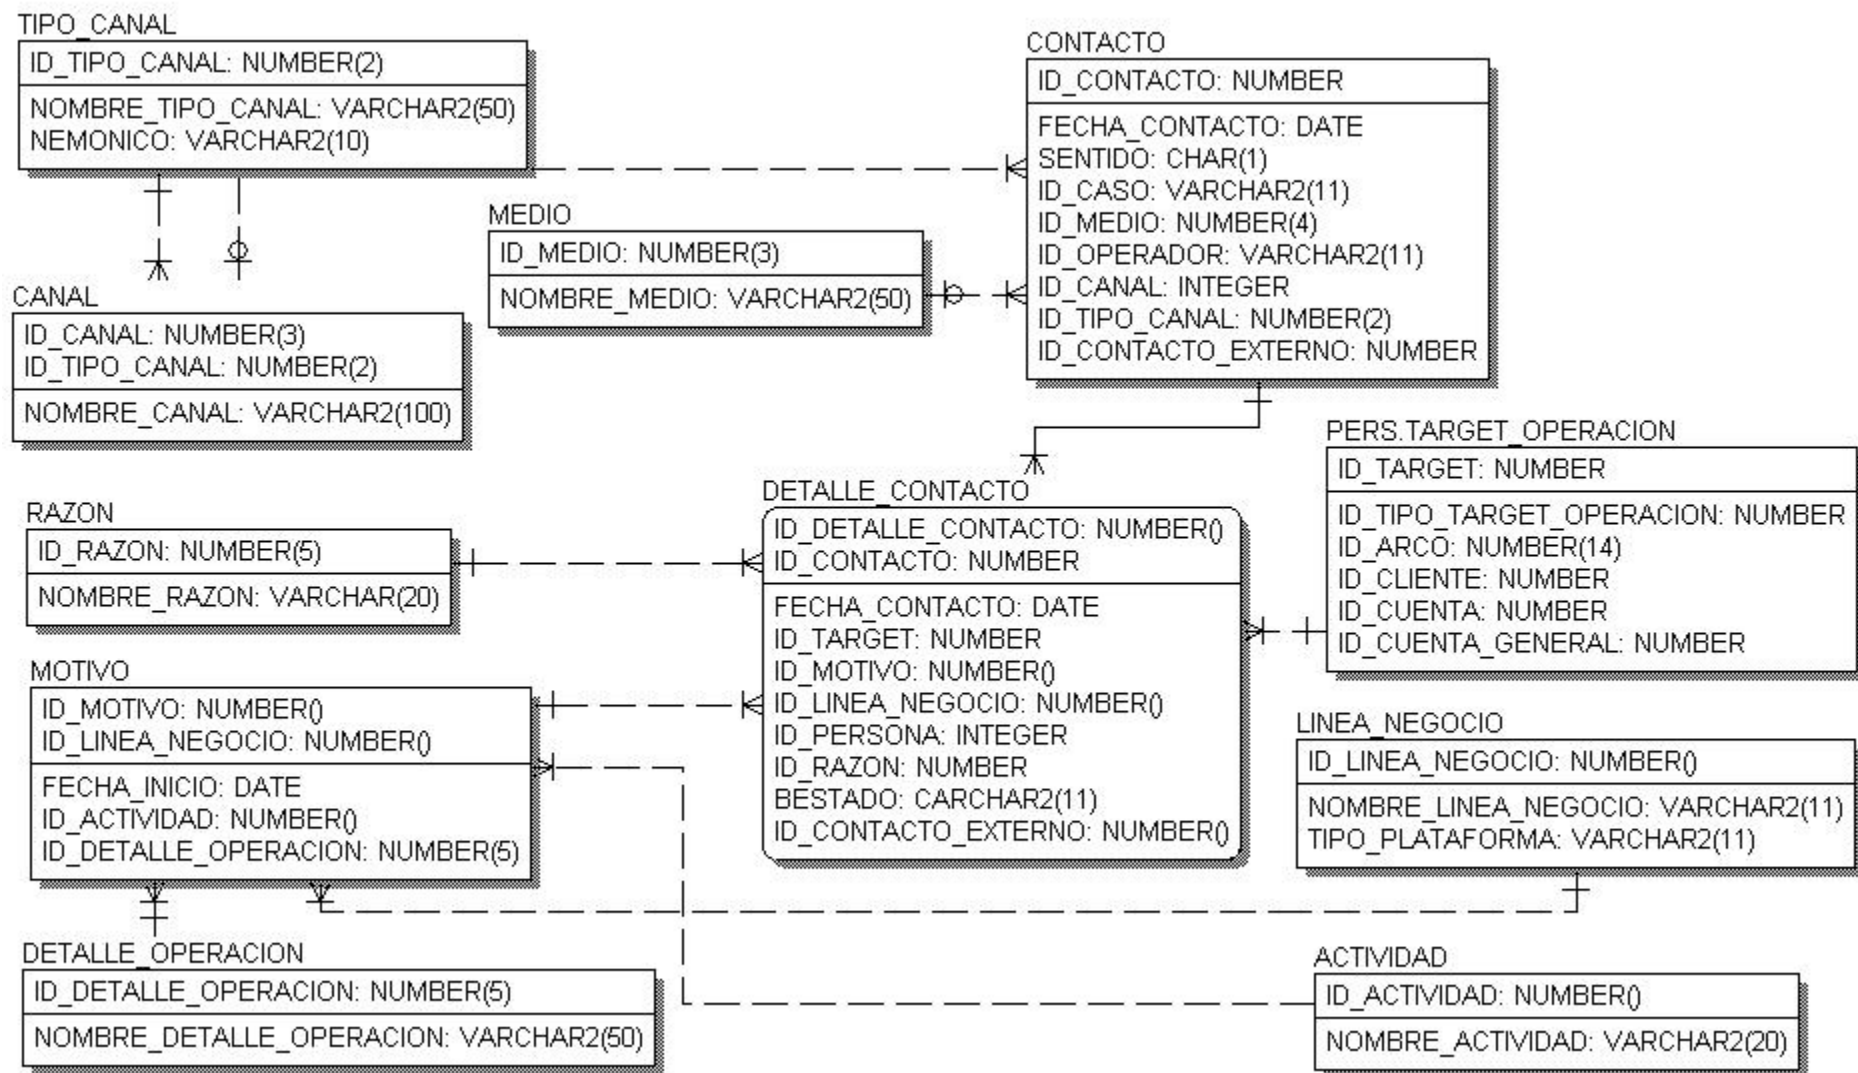 TIPO_CANAL
ID_TIPO_CANAL: NUMBER(2)
NOMBRE_TIPO_CANAL: VARCHAR2(50)
NEMONICO: VARCHAR2(10)
CONTACTO
ID_CONTACTO: NUMBER
FECHA_CONTACTO: DATE
SENTIDO: CHAR(1)
ID_CASO: VARCHAR2(11)
ID_MEDIO: NUMBER(4)
ID_OPERADOR: VARCHAR2(11)
ID_CANAL: INTEGER
ID_TIPO_CANAL: NUMBER(2)
ID_CONTACTO_EXTERNO: NUMBER
MEDIO
ID_MEDIO: NUMBER(3)
NOMBRE_MEDIO: VARCHAR2(50)
CANAL
ID_CANAL: NUMBER(3)
ID_TIPO_CANAL: NUMBER(2)
NOMBRE_CANAL: VARCHAR2(100)
PERS.TARGET_OPERACION
ID_TARGET: NUMBER
ID_TIPO_TARGET_OPERACION: NUMBER
ID_ARCO: NUMBER(14)
ID_CLIENTE: NUMBER
ID_CUENTA: NUMBER
ID_CUENTA_GENERAL: NUMBER
DETALLE_CONTACTO
ID_DETALLE_CONTACTO: NUMBER()
ID_CONTACTO: NUMBER
FECHA_CONTACTO: DATE
ID_TARGET: NUMBER
ID_MOTIVO: NUMBER()
ID_LINEA_NEGOCIO: NUMBER()
ID_PERSONA: INTEGER
ID_RAZON: NUMBER
BESTADO: CARCHAR2(11)
ID_CONTACTO_EXTERNO: NUMBER()
RAZON
ID_RAZON: NUMBER(5)
NOMBRE_RAZON: VARCHAR(20)
MOTIVO
ID_MOTIVO: NUMBER()
ID_LINEA_NEGOCIO: NUMBER()
FECHA_INICIO: DATE
ID_ACTIVIDAD: NUMBER()
ID_DETALLE_OPERACION: NUMBER(5)
LINEA_NEGOCIO
ID_LINEA_NEGOCIO: NUMBER()
NOMBRE_LINEA_NEGOCIO: VARCHAR2(11)
TIPO_PLATAFORMA: VARCHAR2(11)
DETALLE_OPERACION
ID_DETALLE_OPERACION: NUMBER(5)
NOMBRE_DETALLE_OPERACION: VARCHAR2(50)
ACTIVIDAD
ID_ACTIVIDAD: NUMBER()
NOMBRE_ACTIVIDAD: VARCHAR2(20)